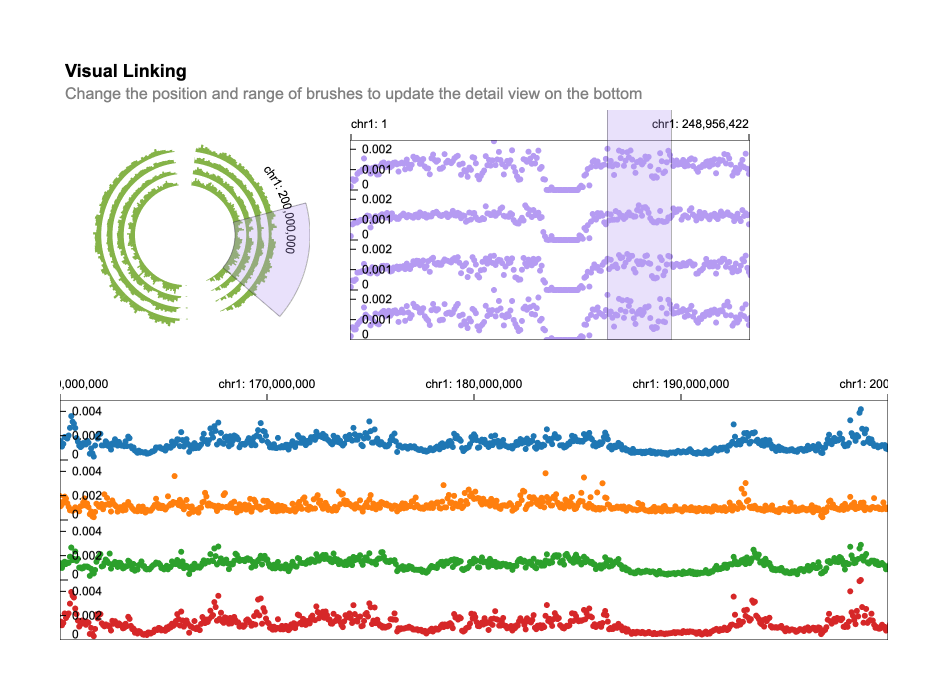 Visual Linking
Change the position and range of brushes to update the detail view on the bottom
chr1: 200,000,000
chr1: 1
chr1: 248,956,422
0.002
0.001
0
0.002
0.001
0
0.002
0.001
0
0.002
0.001
0
0,000,000
chr1: 170,000,000
chr1: 180,000,000
chr1: 190,000,000
chr1: 200
0.004
0.002
0
0.004
0.002
0
0.004
0.002
0
0.004
0.002
0